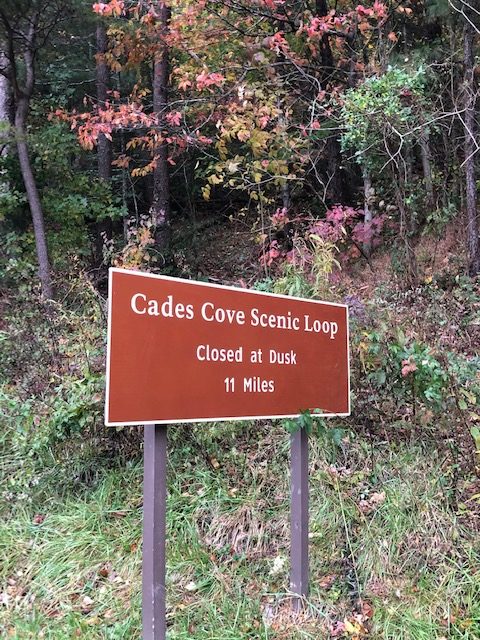 Cades Cove Scenic Loop
Closed at Dusk
11 Miles